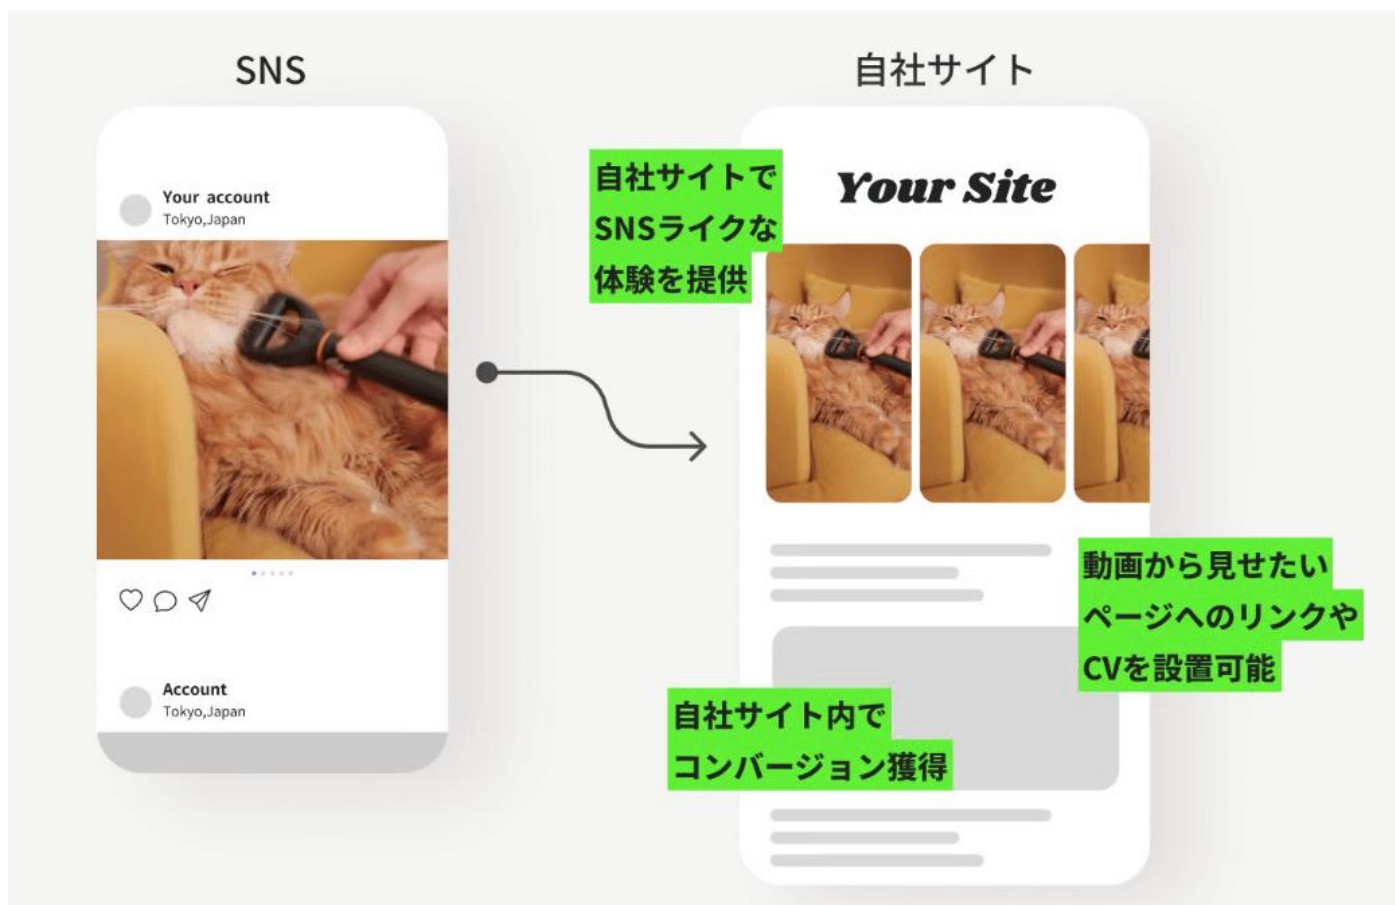 SNS
自社サイト
Your account
Tokyo,Japan
自社サイトで
SNSライクな
体験を提供
Your Site
動画から見せたい
ページへのリンクや
CVを設置可能
Account
Tokyo,Japan
自社サイト内で
コンバージョン獲得